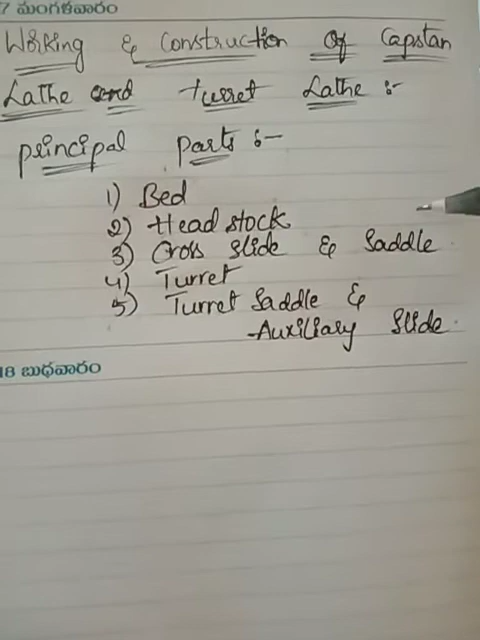 7 మంగళవారం
Working & Construction Of Capstan
Lathe and turret Lathe :-
principal parts :-
1) Bed
2) Head stock
3) Cross slide & Saddle
4) Turret
5) Turret Saddle &
-Auxiliary slide.
18 బుధవారం